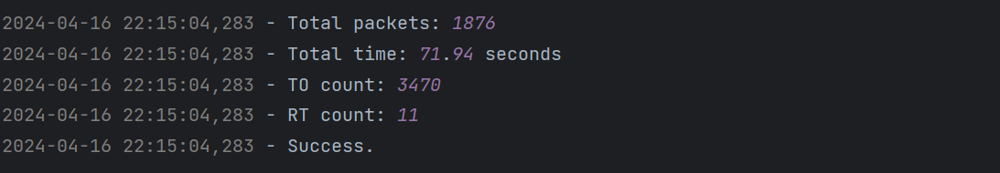 2024-04-16 22:15:04,283 - Total packets: 1876
2024-04-16 22:15:04,283 - Total time: 71.94 seconds
2024-04-16 22:15:04,283 - TO count: 3470
2024-04-16 22:15:04,283 - RT count: 11
2024-04-16 22:15:04,283 - Success.